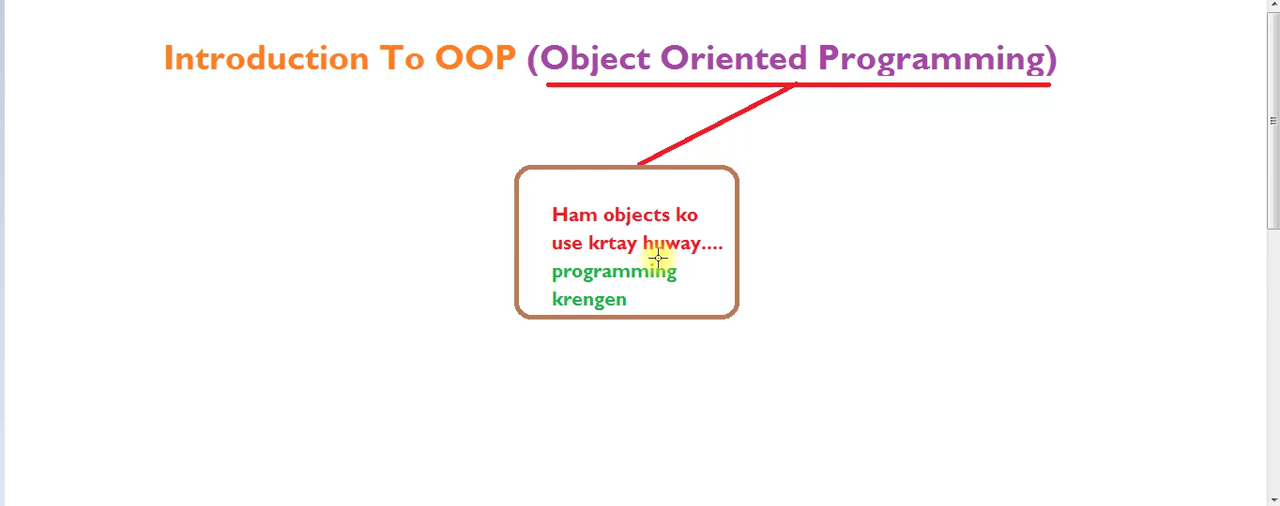 Introduction To OOP (Object Oriented Programming)
Ham objects ko
use krtay huway....
programming
krengen